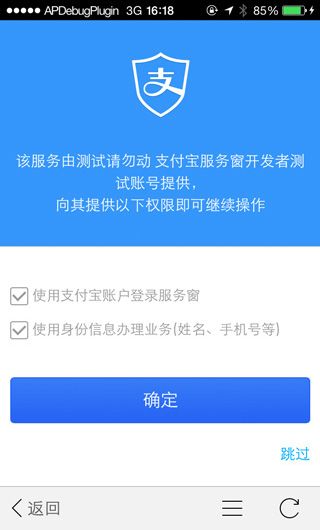 APDebugPlugin 3G 16:18 85%
支
该服务由测试请勿动 支付宝服务窗开发者测
试账号提供，
向其提供以下权限即可继续操作
使用支付宝账户登录服务窗
使用身份信息办理业务(姓名、手机号等)
确定
跳过
返回